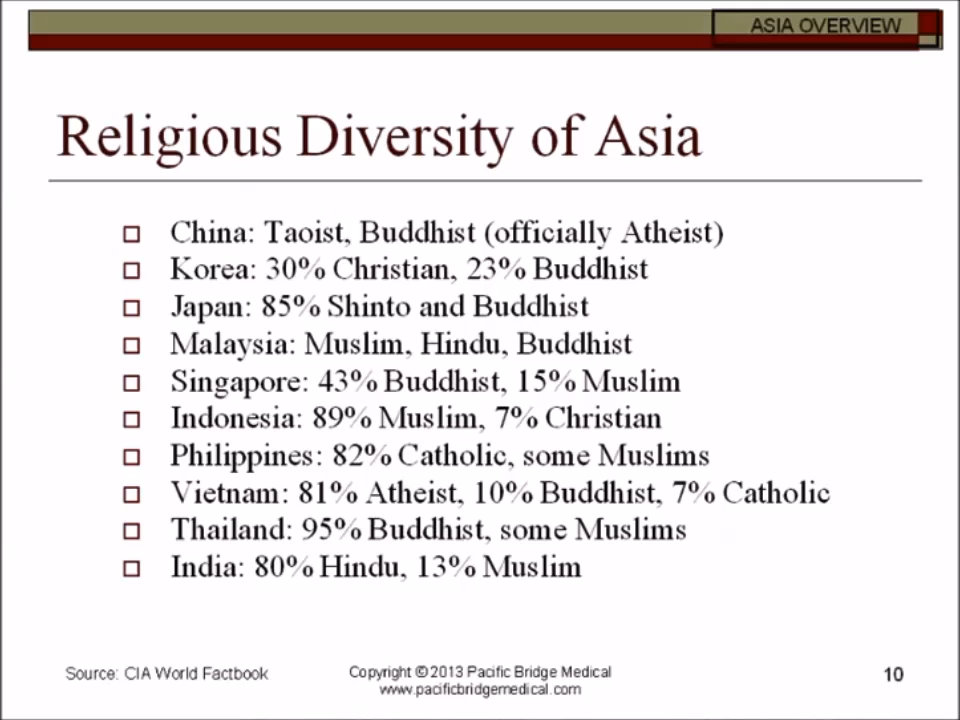 ASIA OVERVIEW
Religious Diversity of Asia
China: Taoist, Buddhist (officially Atheist)
Korea: 30% Christian, 23% Buddhist
Japan: 85% Shinto and Buddhist
Malaysia: Muslim, Hindu, Buddhist
Singapore: 43% Buddhist, 15% Muslim
Indonesia: 89% Muslim, 7% Christian
Philippines: 82% Catholic, some Muslims
Vietnam: 81% Atheist, 10% Buddhist, 7% Catholic
Thailand: 95% Buddhist, some Muslims
India: 80% Hindu, 13% Muslim
Source: CIA World Factbook
Copyright © 2013 Pacific Bridge Medical
www.pacificbridgemedical.com
10